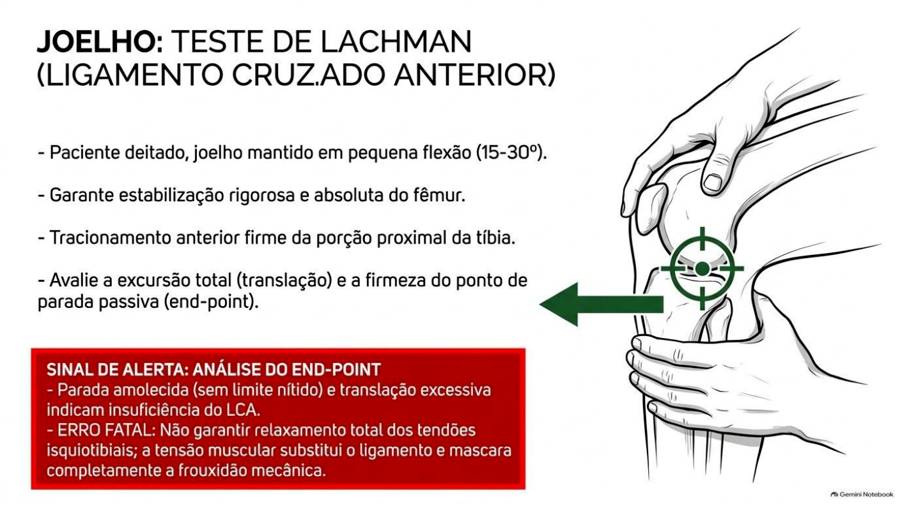 JOELHO: TESTE DE LACHMAN
(LIGAMENTO CRUZ.ADO ANTERIOR)
- Paciente deitado, joelho mantido em pequena flexão (15-30º).
- Garante estabilização rigorosa e absoluta do fêmur.
- Tracionamento anterior firme da porção proximal da tíbia.
- Avalie a excursão total (translação) e a firmeza do ponto de
parada passiva (end-point).
SINAL DE ALERTA: ANÁLISE DO END-POINT
- Parada amolecida (sem limite nítido) e translação excessiva
indicam insuficiência do LCA.
- ERRO FATAL: Não garantir relaxamento total dos tendões
isquiotibiais; a tensão muscular substitui o ligamento e mascara
completamente a frouxidão mecânica.
Gemini Notebook